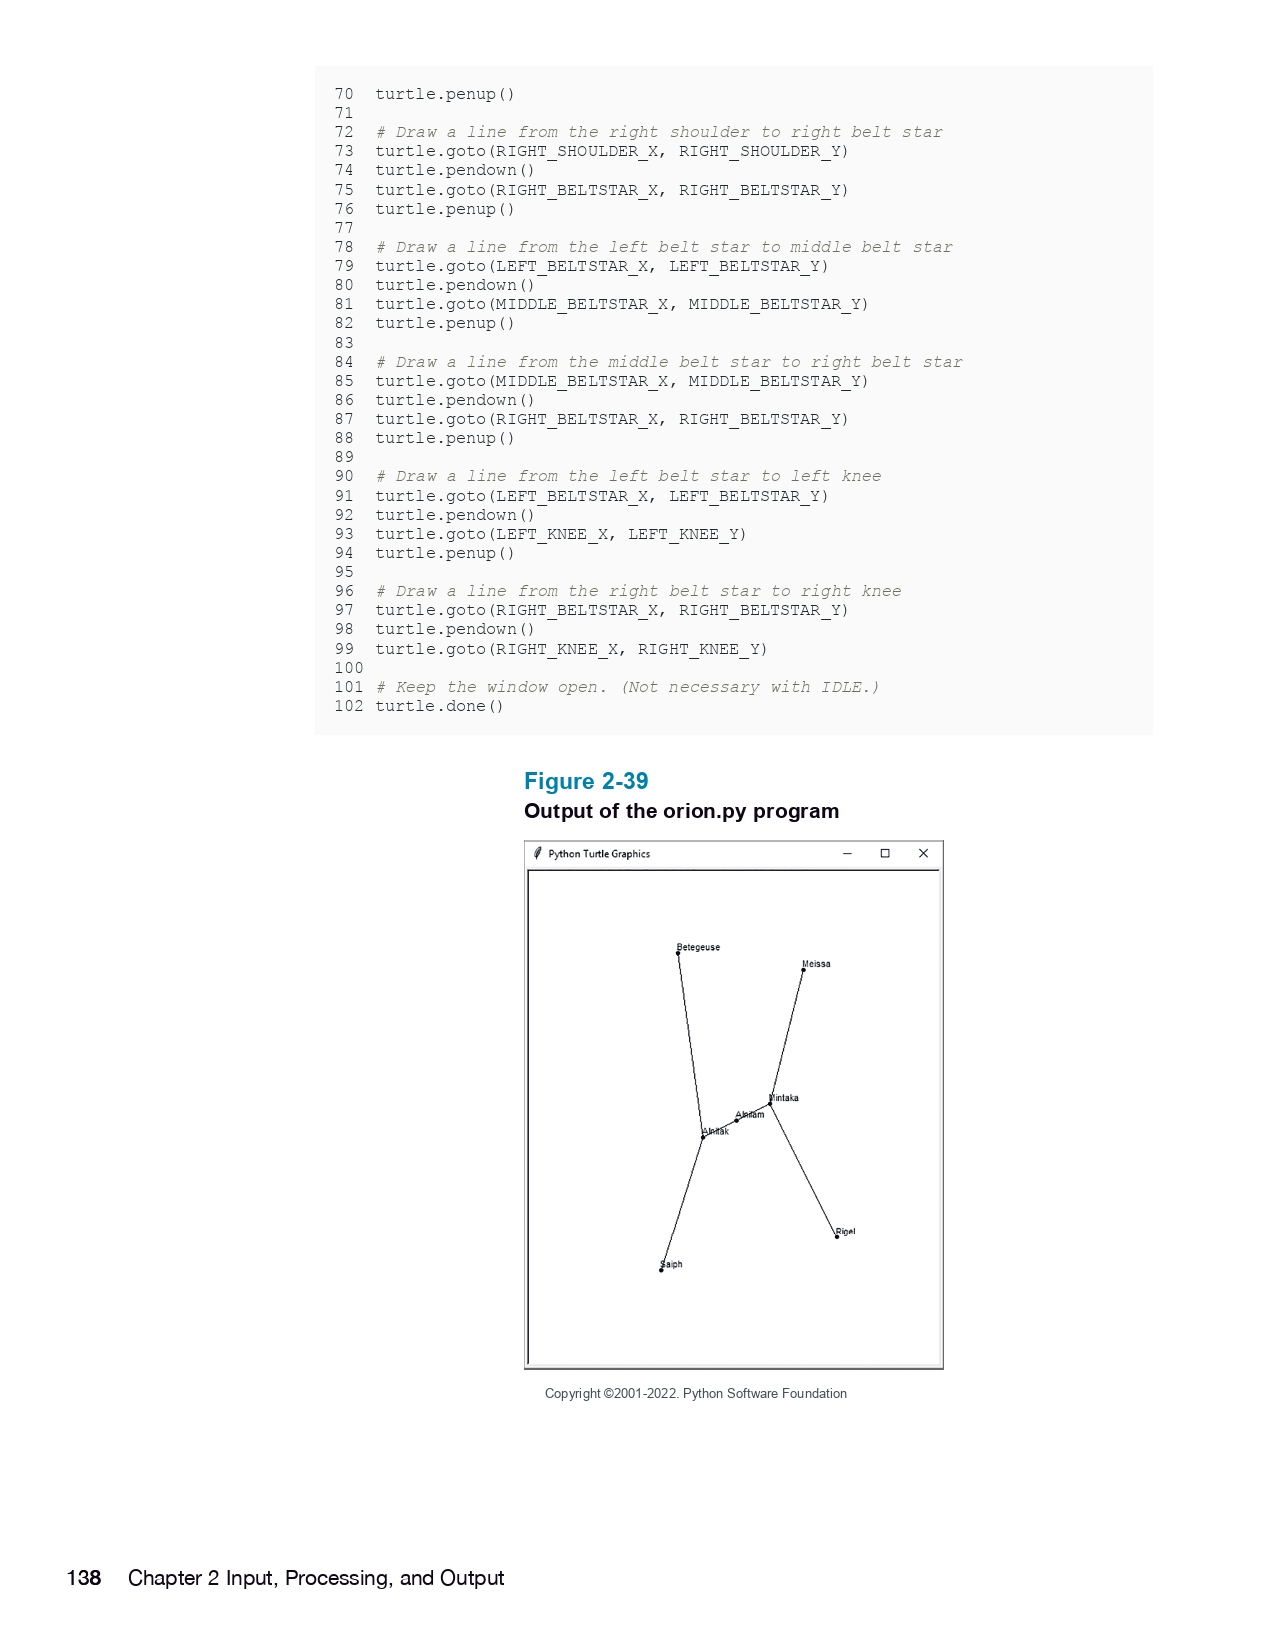 70  turtle.penup()
71
72  # Draw a line from the right shoulder to right belt star
73  turtle.goto(RIGHT_SHOULDER_X, RIGHT_SHOULDER_Y)
74  turtle.pendown()
75  turtle.goto(RIGHT_BELTSTAR_X, RIGHT_BELTSTAR_Y)
76  turtle.penup()
77
78  # Draw a line from the left belt star to middle belt star
79  turtle.goto(LEFT_BELTSTAR_X, LEFT_BELTSTAR_Y)
80  turtle.pendown()
81  turtle.goto(MIDDLE_BELTSTAR_X, MIDDLE_BELTSTAR_Y)
82  turtle.penup()
83
84  # Draw a line from the middle belt star to right belt star
85  turtle.goto(MIDDLE_BELTSTAR_X, MIDDLE_BELTSTAR_Y)
86  turtle.pendown()
87  turtle.goto(RIGHT_BELTSTAR_X, RIGHT_BELTSTAR_Y)
88  turtle.penup()
89
90  # Draw a line from the left belt star to left knee
91  turtle.goto(LEFT_BELTSTAR_X, LEFT_BELTSTAR_Y)
92  turtle.pendown()
93  turtle.goto(LEFT_KNEE_X, LEFT_KNEE_Y)
94  turtle.penup()
95
96  # Draw a line from the right belt star to right knee
97  turtle.goto(RIGHT_BELTSTAR_X, RIGHT_BELTSTAR_Y)
98  turtle.pendown()
99  turtle.goto(RIGHT_KNEE_X, RIGHT_KNEE_Y)
100
101 # Keep the window open. (Not necessary with IDLE.)
102 turtle.done()
Figure 2-39
Output of the orion.py program
Python Turtle Graphics
Betegeuse
Meissa
Mintaka
Alnilam
Alnitak
Rigel
Saiph
Copyright ©2001-2022. Python Software Foundation
138 Chapter 2 Input, Processing, and Output